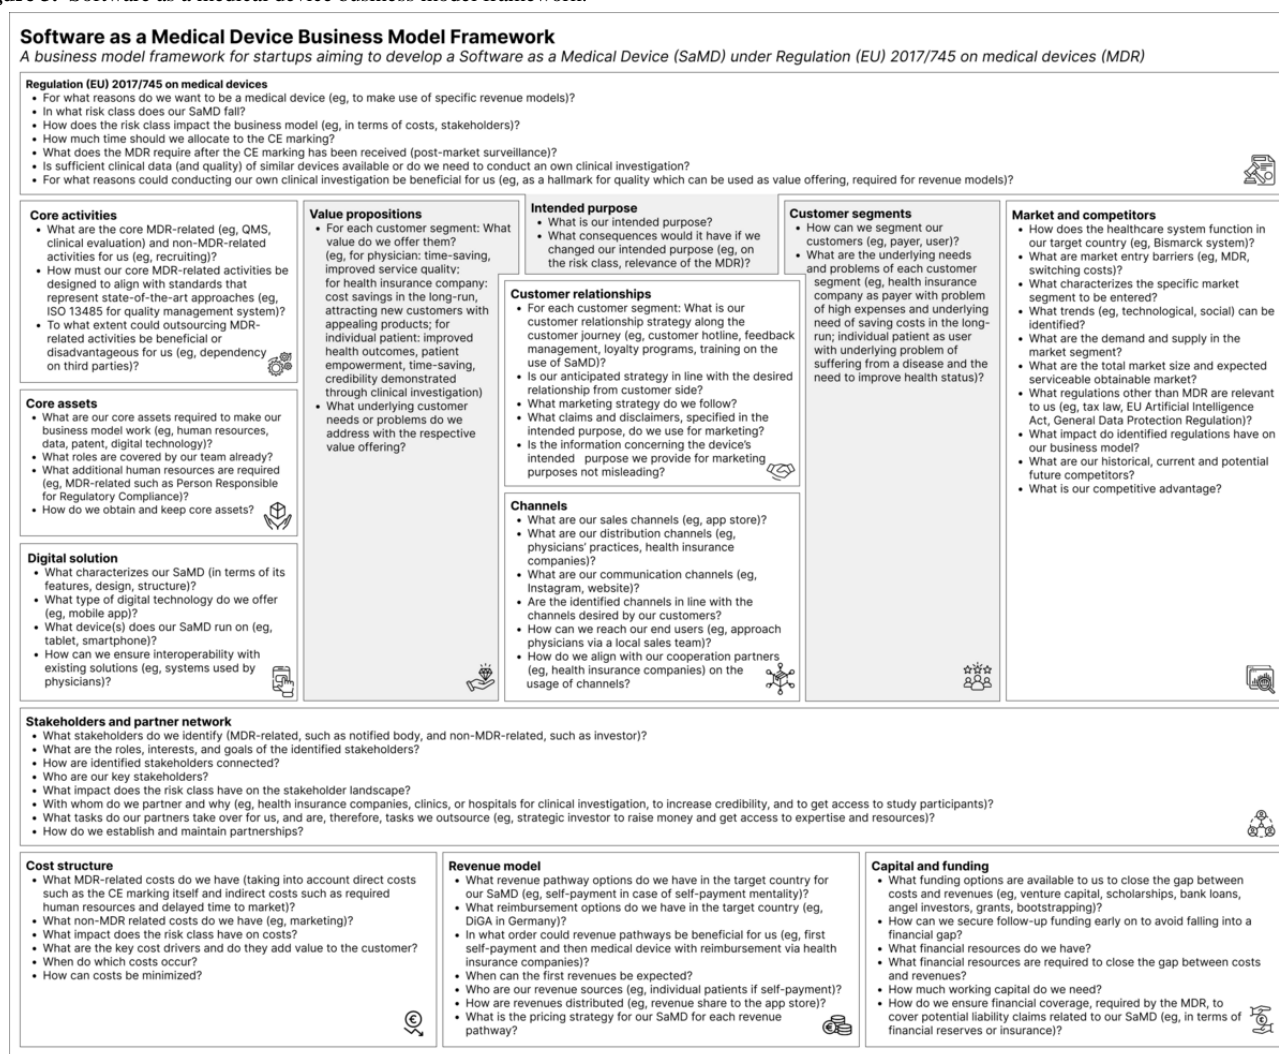 Software as a medical device business model framework.
Software as a Medical Device Business Model Framework
A business model framework for startups aiming to develop a Software as a Medical Device (SaMD) under Regulation (EU) 2017/745 on medical devices (MDR)
Regulation (EU) 2017/745 on medical devices
• For what reasons do we want to be a medical device (eg, to make use of specific revenue models)?
• In what risk class does our SaMD fall?
• How does the risk class impact the business model (eg, in terms of costs, stakeholders)?
• How much time should we allocate to the CE marking?
• What does the MDR require after the CE marking has been received (post-market surveillance)?
• Is sufficient clinical data (and quality) of similar devices available or do we need to conduct an own clinical investigation?
• For what reasons could conducting our own clinical investigation be beneficial for us (eg, as a hallmark for quality which can be used as value offering, required for revenue models)?
Core activities
• What are the core MDR-related (eg, QMS,
clinical evaluation) and non-MDR-related
activities for us (eg, recruiting)?
• How must our core MDR-related activities be
designed to align with standards that
represent state-of-the-art approaches (eg,
ISO 13485 for quality management system)?
• To what extent could outsourcing MDR-
related activities be beneficial or
disadvantageous for us (eg, dependency
on third parties)?
Core assets
• What are our core assets required to make our
business model work (eg, human resources,
data, patent, digital technology)?
• What roles are covered by our team already?
• What additional human resources are required
(eg, MDR-related such as Person Responsible
for Regulatory Compliance)?
• How do we obtain and keep core assets?
Digital solution
• What characterizes our SaMD (in terms of its
features, design, structure)?
• What type of digital technology do we offer
(eg, mobile app)?
• What device(s) does our SaMD run on (eg,
tablet, smartphone)?
• How can we ensure interoperability with
existing solutions (eg, systems used by
physicians)?
Value propositions
• For each customer segment: What
value do we offer them?
(eg, for physician: time-saving,
improved service quality;
for health insurance company:
cost savings in the long-run,
attracting new customers with
appealing products; for
individual patient: improved
health outcomes, patient
empowerment, time-saving,
credibility demonstrated
through clinical investigation)
• What underlying customer
needs or problems do we
address with the respective
value offering?
Intended purpose
• What is our intended purpose?
• What consequences would it have if we
changed our intended purpose (eg, on
the risk class, relevance of the MDR)?
Customer relationships
• For each customer segment: What is our
customer relationship strategy along the
customer journey (eg, customer hotline, feedback
management, loyalty programs, training on the
use of SaMD)?
• Is our anticipated strategy in line with the desired
relationship from customer side?
• What marketing strategy do we follow?
• What claims and disclaimers, specified in the
intended purpose, do we use for marketing?
• Is the information concerning the device's
intended purpose we provide for marketing
purposes not misleading?
Channels
• What are our sales channels (eg, app store)?
• What are our distribution channels (eg,
physicians' practices, health insurance
companies)?
• What are our communication channels (eg,
Instagram, website)?
• Are the identified channels in line with the
channels desired by our customers?
• How can we reach our end users (eg, approach
physicians via a local sales team)?
• How do we align with our cooperation partners
(eg, health insurance companies) on the
usage of channels?
Customer segments
• How can we segment our
customers (eg, payer, user)?
• What are the underlying needs
and problems of each customer
segment (eg, health insurance
company as payer with problem
of high expenses and underlying
need of saving costs in the long-
run; individual patient as user
with underlying problem of
suffering from a disease and the
need to improve health status)?
Market and competitors
• How does the healthcare system function in
our target country (eg, Bismarck system)?
• What are market entry barriers (eg, MDR,
switching costs)?
• What characterizes the specific market
segment to be entered?
• What trends (eg, technological, social) can be
identified?
• What are the demand and supply in the
market segment?
• What are the total market size and expected
serviceable obtainable market?
• What regulations other than MDR are relevant
to us (eg, tax law, EU Artificial Intelligence
Act, General Data Protection Regulation)?
• What impact do identified regulations have on
our business model?
• What are our historical, current and potential
future competitors?
• What is our competitive advantage?
Stakeholders and partner network
• What stakeholders do we identify (MDR-related, such as notified body, and non-MDR-related, such as investor)?
• What are the roles, interests, and goals of the identified stakeholders?
• How are identified stakeholders connected?
• Who are our key stakeholders?
• What impact does the risk class have on the stakeholder landscape?
• With whom do we partner and why (eg, health insurance companies, clinics, or hospitals for clinical investigation, to increase credibility, and to get access to study participants)?
• What tasks do our partners take over for us, and are, therefore, tasks we outsource (eg, strategic investor to raise money and get access to expertise and resources)?
• How do we establish and maintain partnerships?
Cost structure
• What MDR-related costs do we have (taking into account direct costs
such as the CE marking itself and indirect costs such as required
human resources and delayed time to market)?
• What non-MDR related costs do we have (eg, marketing)?
• What impact does the risk class have on costs?
• What are the key cost drivers and do they add value to the customer?
• When do which costs occur?
• How can costs be minimized?
Revenue model
• What revenue pathway options do we have in the target country for
our SaMD (eg, self-payment in case of self-payment mentality)?
• What reimbursement options do we have in the target country (eg,
DiGA in Germany)?
• In what order could revenue pathways be beneficial for us (eg, first
self-payment and then medical device with reimbursement via health
insurance companies)?
• When can the first revenues be expected?
• Who are our revenue sources (eg, individual patients if self-payment)?
• How are revenues distributed (eg, revenue share to the app store)?
• What is the pricing strategy for our SaMD for each revenue
pathway?
Capital and funding
• What funding options are available to us to close the gap between
costs and revenues (eg, venture capital, scholarships, bank loans,
angel investors, grants, bootstrapping)?
• How can we secure follow-up funding early on to avoid falling into a
financial gap?
• What financial resources do we have?
• What financial resources are required to close the gap between costs
and revenues?
• How much working capital do we need?
• How do we ensure financial coverage, required by the MDR, to
cover potential liability claims related to our SaMD (eg, in terms of
financial reserves or insurance)?